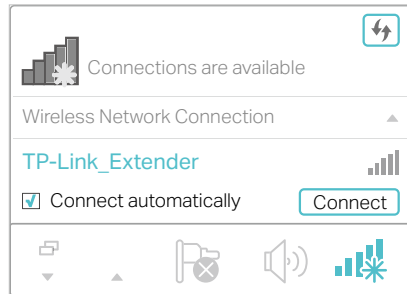 Connections are available
Wireless Network Connection
TP-Link_Extender
Connect automatically
Connect